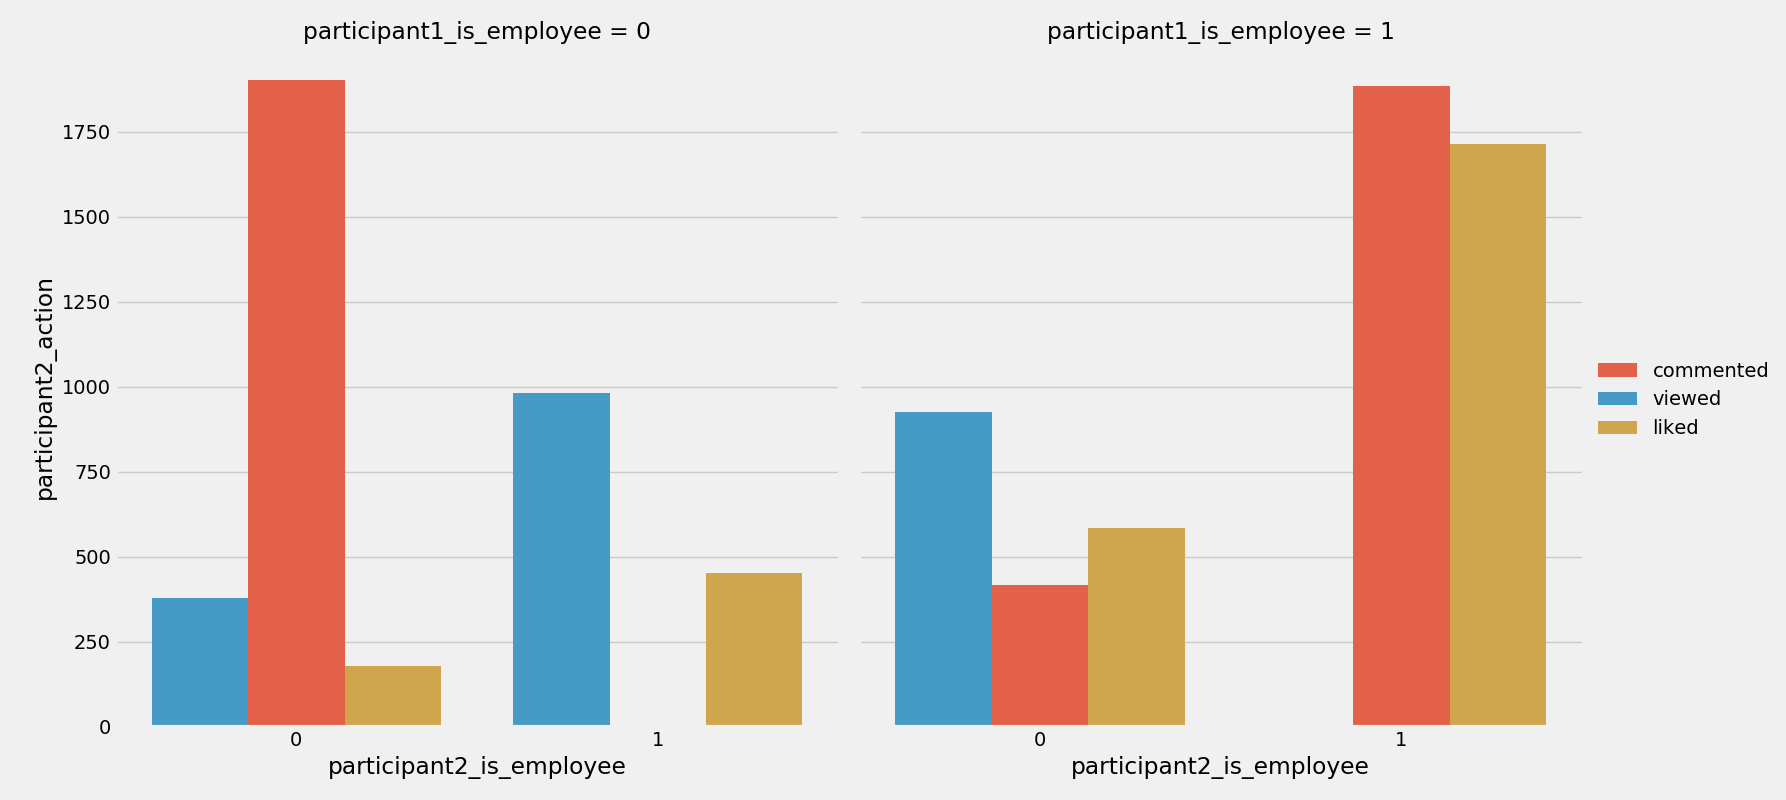 participant1_is_employee = 0
participant1_is_employee = 1
participant2_action
1750
1500
1250
1000
750
500
250
0
0
1
0
1
participant2_is_employee
participant2_is_employee
commented
viewed
liked